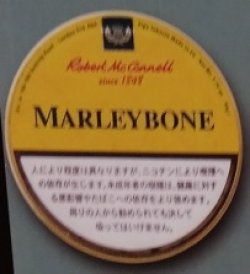 Robert McConnell
since 1848
MARLEYBONE
人により程度は異なりますが、ニコチンにより喫煙へ
の依存が生じます。未成年者の喫煙は、健康に対す
る悪影響やたばこへの依存をより強めます。
周りの人から勧められても決して
吸ってはいけません。